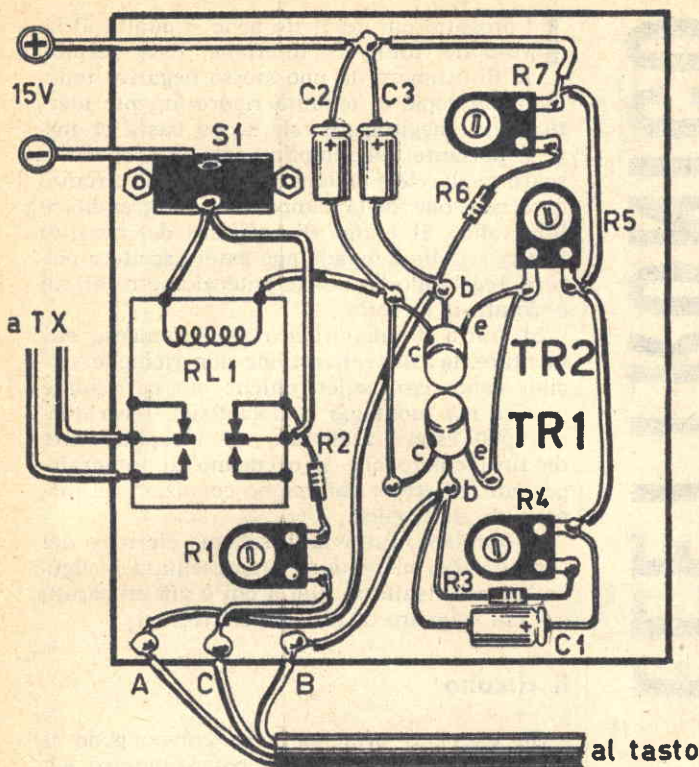 +
15V
−
S1
C2
C3
R7
R6
R5
a TX
RL1
b
e
c
TR2
TR1
c
e
b
R2
R1
R4
R3
C1
A
C
B
al tasto